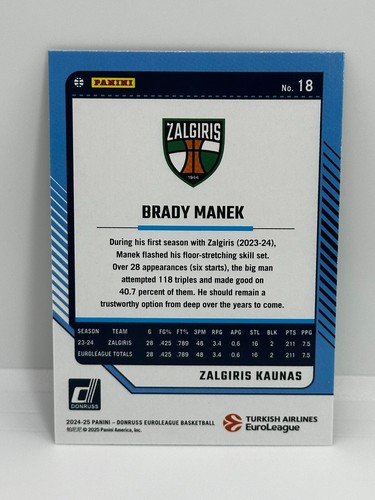 PANINI
No. 18
ZALGIRIS
1944
BRADY MANEK
During his first season with Zalgiris (2023-24),
Manek flashed his floor-stretching skill set.
Over 28 appearances (six starts), the big man
attempted 118 triples and made good on
40.7 percent of them. He should remain a
trustworthy option from deep over the years to come.
SEASON TEAM G FG% FT% 3PM RPG APG STL BLK PTS PPG
23-24 ZALGIRIS 28 .425 .789 48 3.4 0.6 16 2 211 7.5
EUROLEAGUE TOTALS 28 .425 .789 48 3.4 0.6 16 2 211 7.5
ZALGIRIS KAUNAS
DONRUSS
2024-25 PANINI – DONRUSS EUROLEAGUE BASKETBALL
© 2025 Panini America, Inc.
TURKISH AIRLINES
EuroLeague